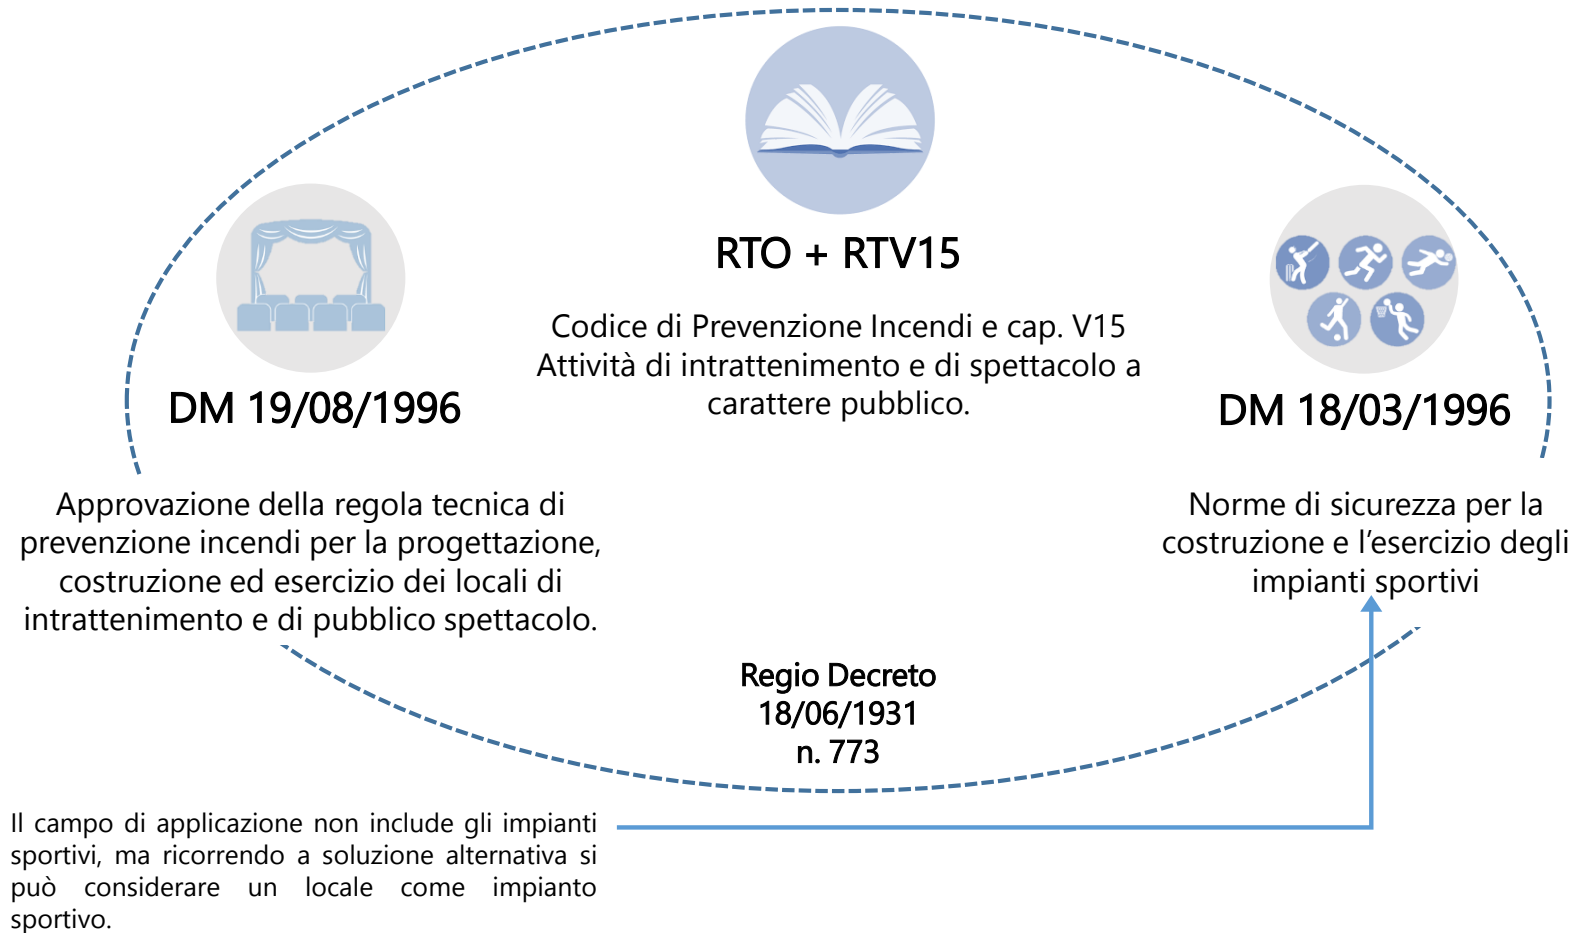 RTO + RTV15
Codice di Prevenzione Incendi e cap. V15
Attività di intrattenimento e di spettacolo a
carattere pubblico.
DM 19/08/1996
Approvazione della regola tecnica di
prevenzione incendi per la progettazione,
costruzione ed esercizio dei locali di
intrattenimento e di pubblico spettacolo.
DM 18/03/1996
Norme di sicurezza per la
costruzione e l’esercizio degli
impianti sportivi
Regio Decreto
18/06/1931
n. 773
Il campo di applicazione non include gli impianti
sportivi, ma ricorrendo a soluzione alternativa si
può considerare un locale come impianto
sportivo.